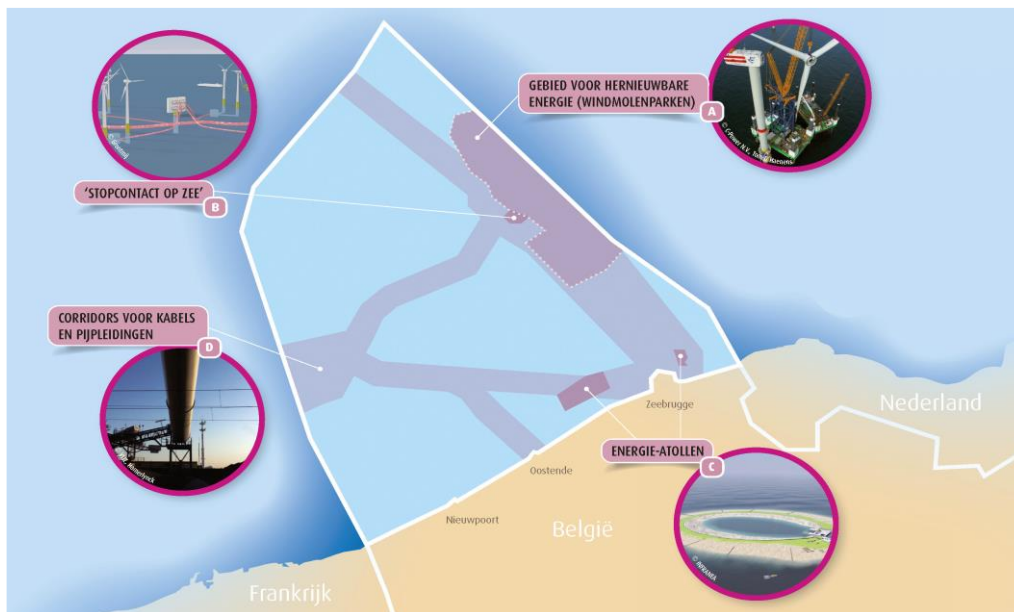 GEBIED VOOR HERNIEUWBARE
ENERGIE (WINDMOLENPARKEN)
A
'STOPCONTACT OP ZEE'
B
CORRIDORS VOOR KABELS
EN PIJPLEIDINGEN
D
Zeebrugge
Nederland
ENERGIE-ATOLLEN
C
Oostende
Nieuwpoort
België
Frankrijk